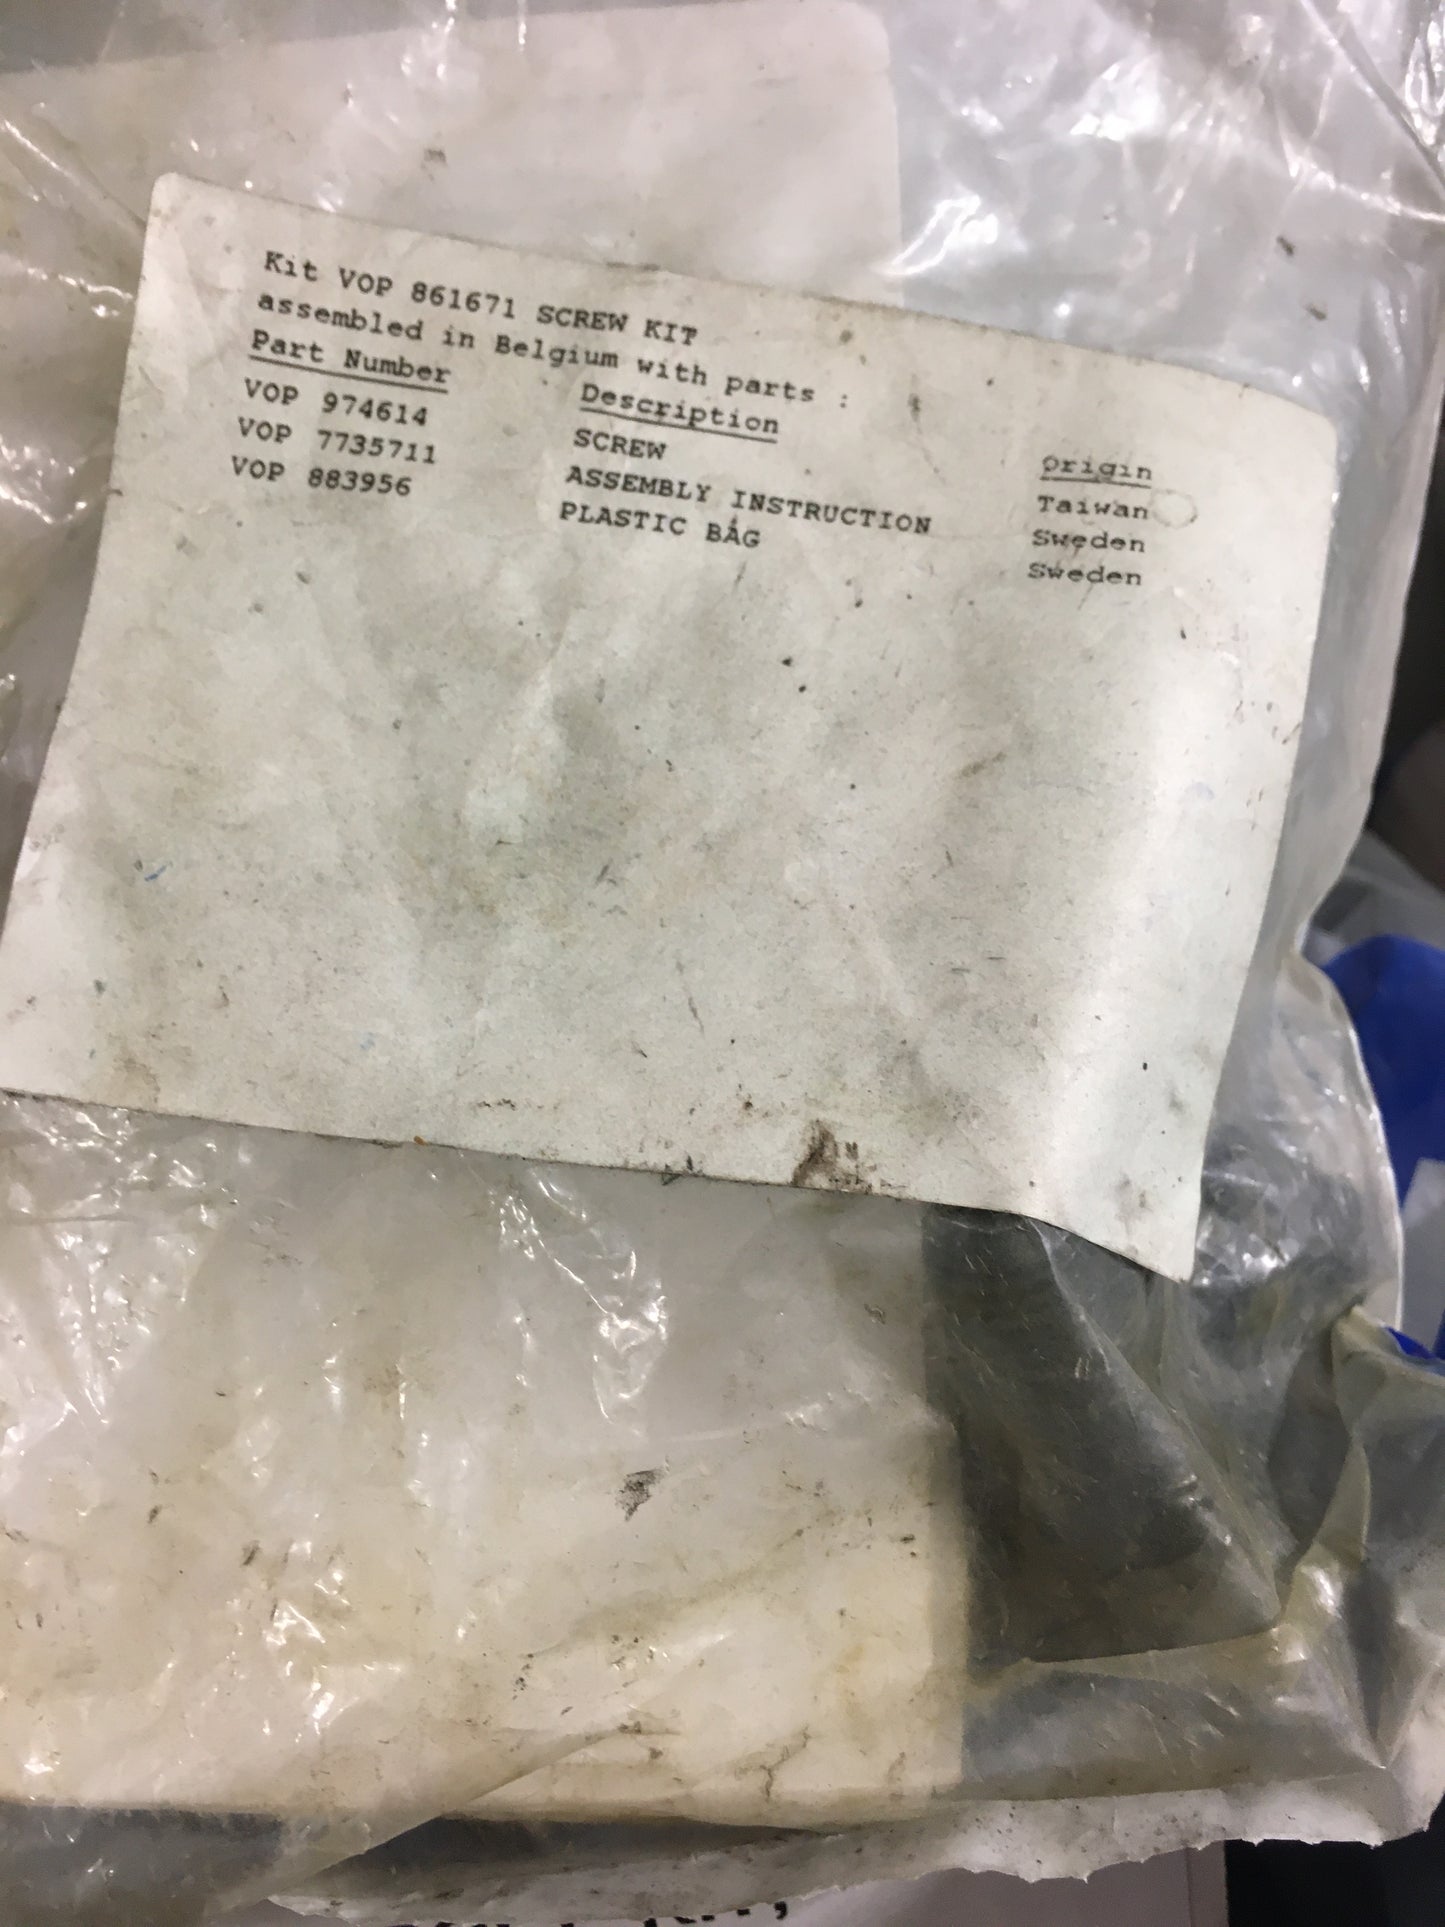 Kit VOP 861671 SCREW KIT
assembled in Belgium with parts :
Part Number Description Origin
VOP 974614 SCREW Taiwan
VOP 7735711 ASSEMBLY INSTRUCTION Sweden
VOP 883956 PLASTIC BAG Sweden